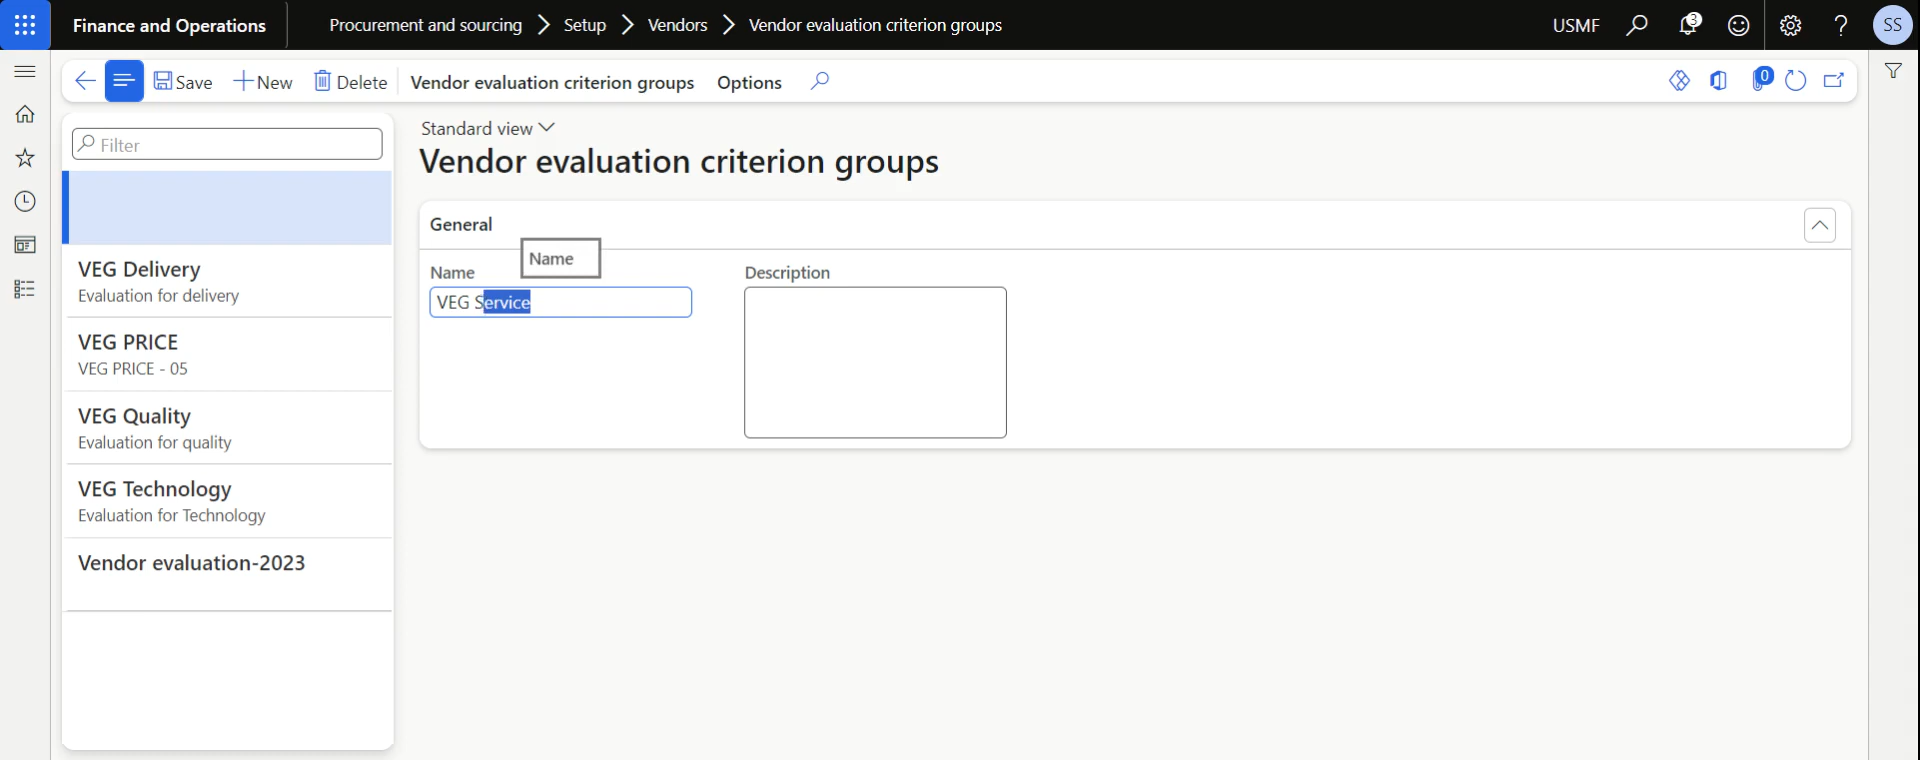 Finance and Operations
Procurement and sourcing > Setup > Vendors > Vendor evaluation criterion groups
USMF
3
?
SS
Save
New
Delete
Vendor evaluation criterion groups
Options
0
Filter
VEG Delivery
Evaluation for delivery
VEG PRICE
VEG PRICE - 05
VEG Quality
Evaluation for quality
VEG Technology
Evaluation for Technology
Vendor evaluation-2023
Standard view
Vendor evaluation criterion groups
General
Name
Name
VEG Service
Description